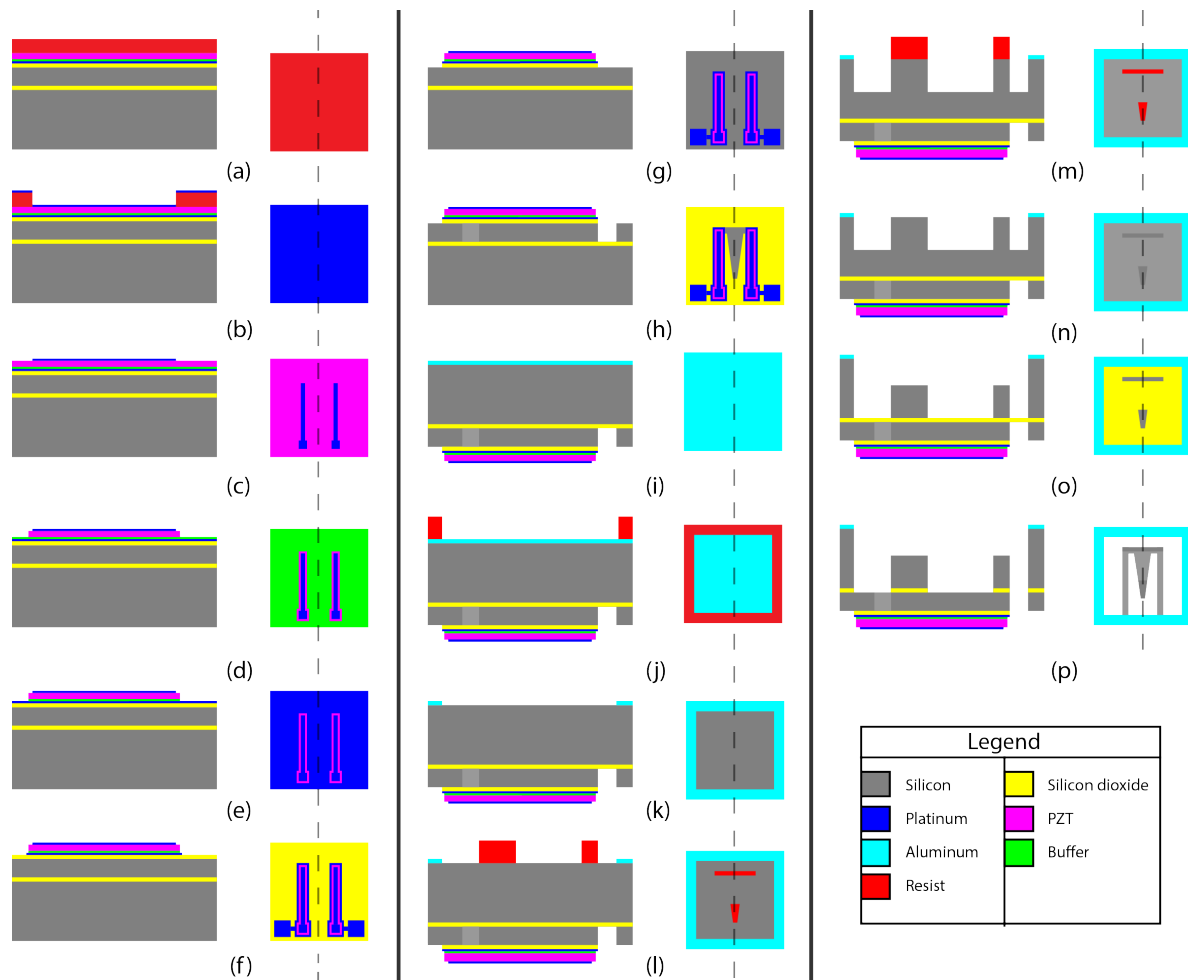 (a)
(b)
(c)
(d)
(e)
(f)
(g)
(h)
(i)
(j)
(k)
(l)
(m)
(n)
(o)
(p)
Legend
Silicon
Silicon dioxide
Platinum
PZT
Aluminum
Buffer
Resist